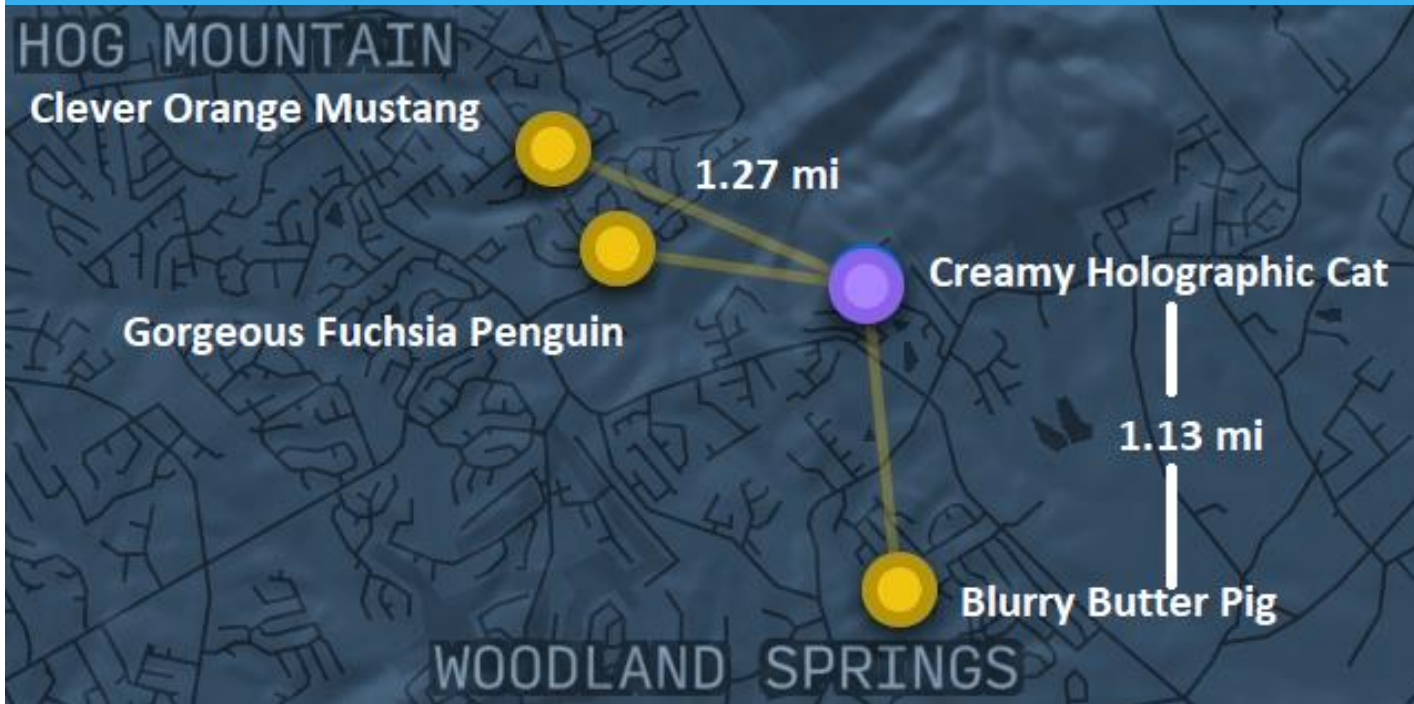 HOG MOUNTAIN
Clever Orange Mustang
1.27 mi
Creamy Holographic Cat
Gorgeous Fuchsia Penguin
1.13 mi
Blurry Butter Pig
WOODLAND SPRINGS